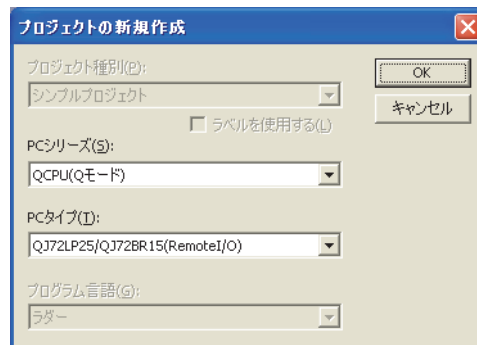 プロジェクトの新規作成
プロジェクト種別(P):
シンプルプロジェクト
ラベルを使用する(L)
PCシリーズ(S):
QCPU(Qモード)
PCタイプ(T):
QJ72LP25/QJ72BR15(RemoteI/O)
プログラム言語(G):
ラダー
OK
キャンセル